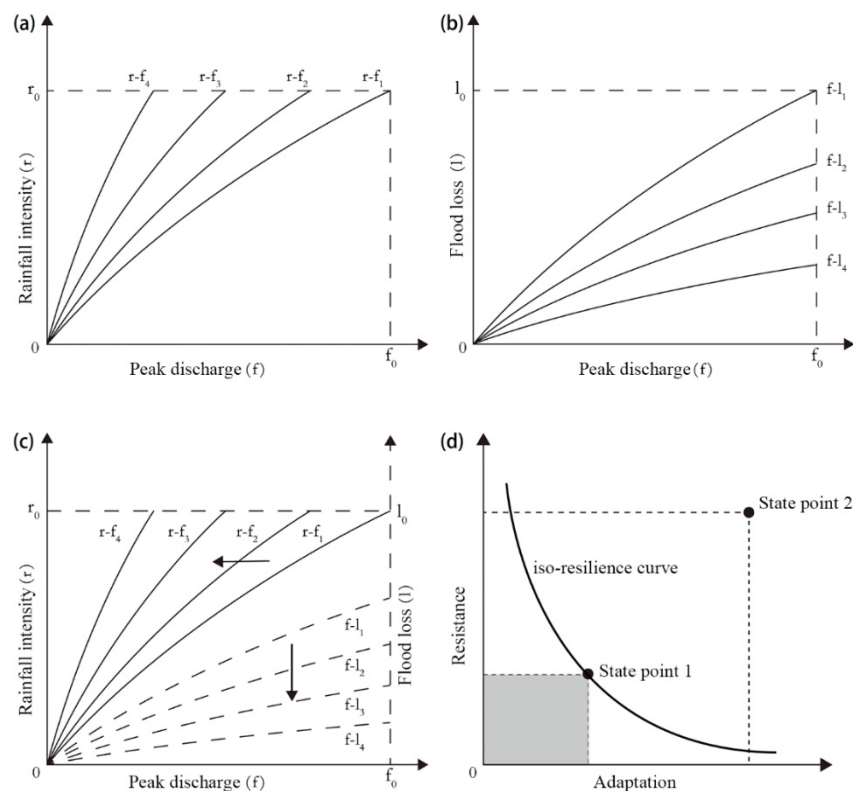 (a)
r-f₄
r-f₃
r-f₂
r-f₁
r₀
Rainfall intensity (r)
0
Peak discharge (f)
f₀
(b)
l₀
f-l₁
f-l₂
f-l₃
f-l₄
Flood loss (l)
0
Peak discharge (f)
f₀
(c)
r₀
l₀
r-f₄
r-f₃
r-f₂
r-f₁
Rainfall intensity (r)
Flood loss (l)
f-l₁
f-l₂
f-l₃
f-l₄
0
Peak discharge (f)
f₀
(d)
State point 2
iso-resilience curve
State point 1
Resistance
0
Adaptation